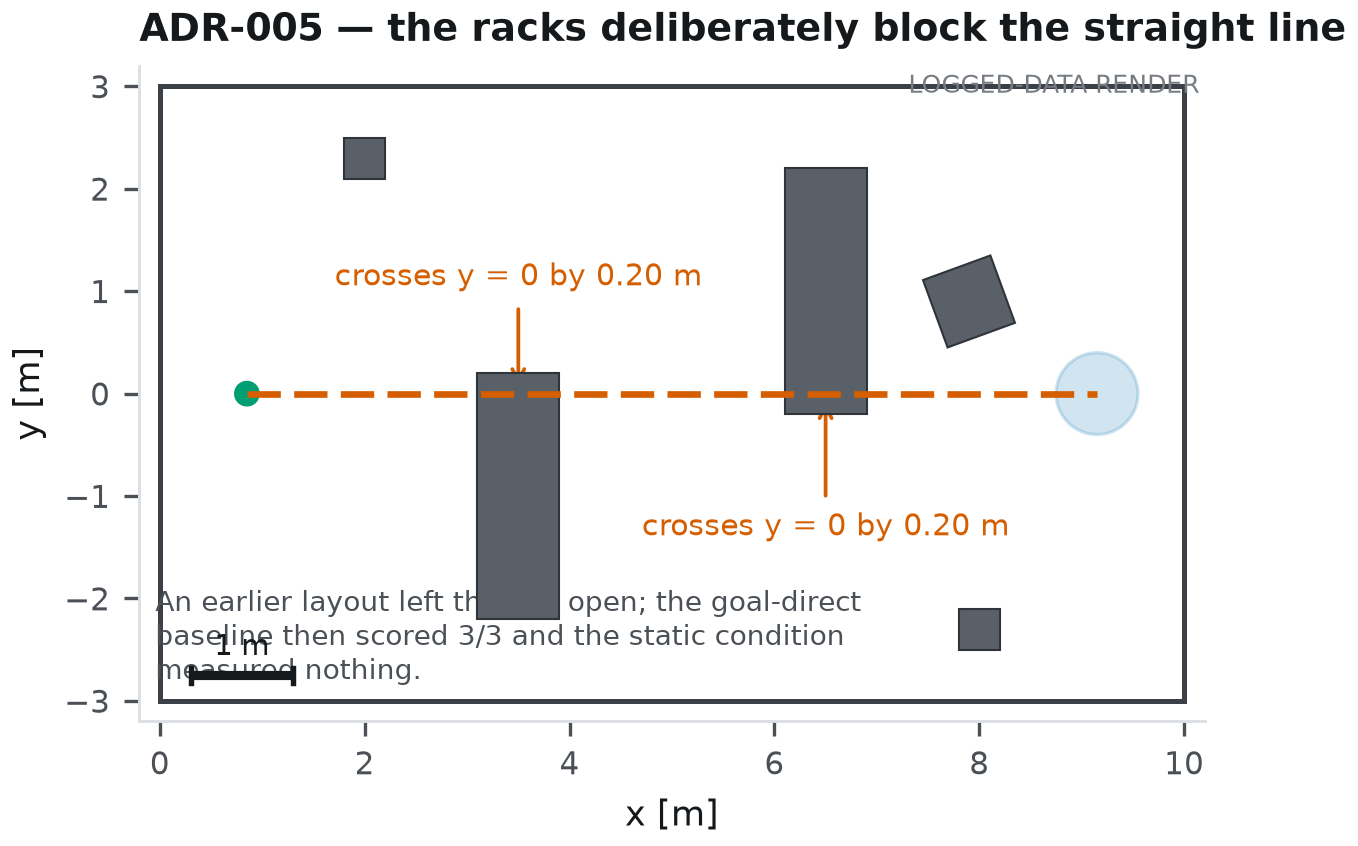 ADR-005 — the racks deliberately block the straight line
LOGGED-DATA RENDER
3
2
1
0
−1
−2
−3
y [m]
crosses y = 0 by 0.20 m
crosses y = 0 by 0.20 m
An earlier layout left open; the goal-direct
baseline then scored 3/3 and the static condition
measured nothing.
1 m
0
2
4
6
8
10
x [m]